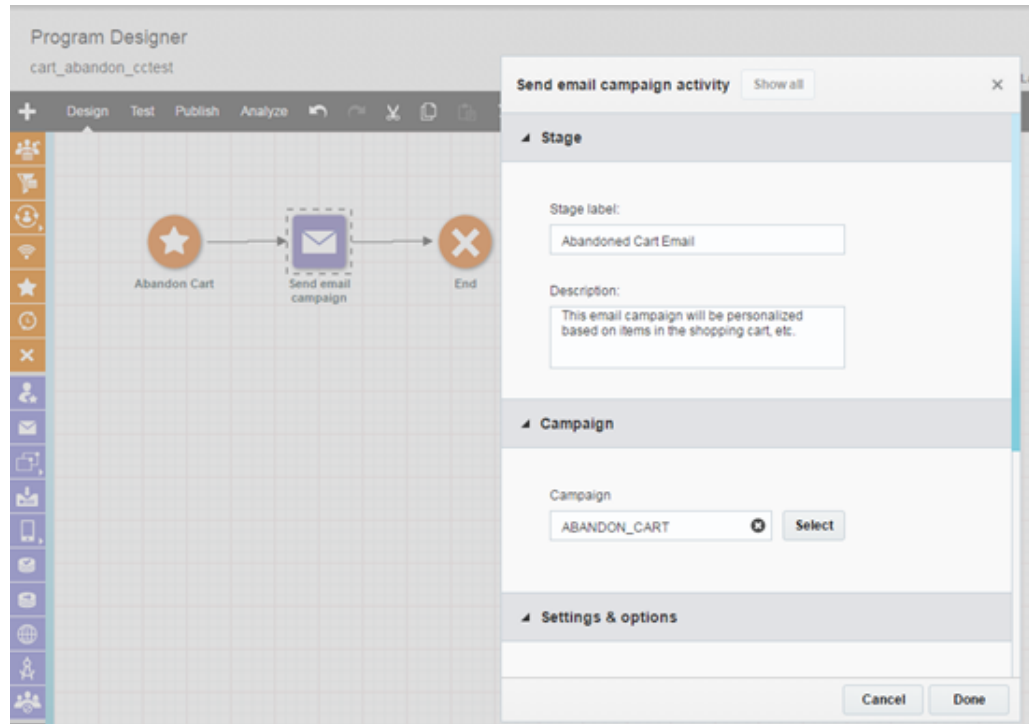 Program Designer
cart_abandon_cctest
Design Test Publish Analyze
Abandon Cart
Send email
campaign
End
Send email campaign activity Show all
Stage
Stage label:
Abandoned Cart Email
Description:
This email campaign will be personalized
based on items in the shopping cart, etc.
Campaign
Campaign
ABANDON_CART Select
Settings & options
Cancel Done